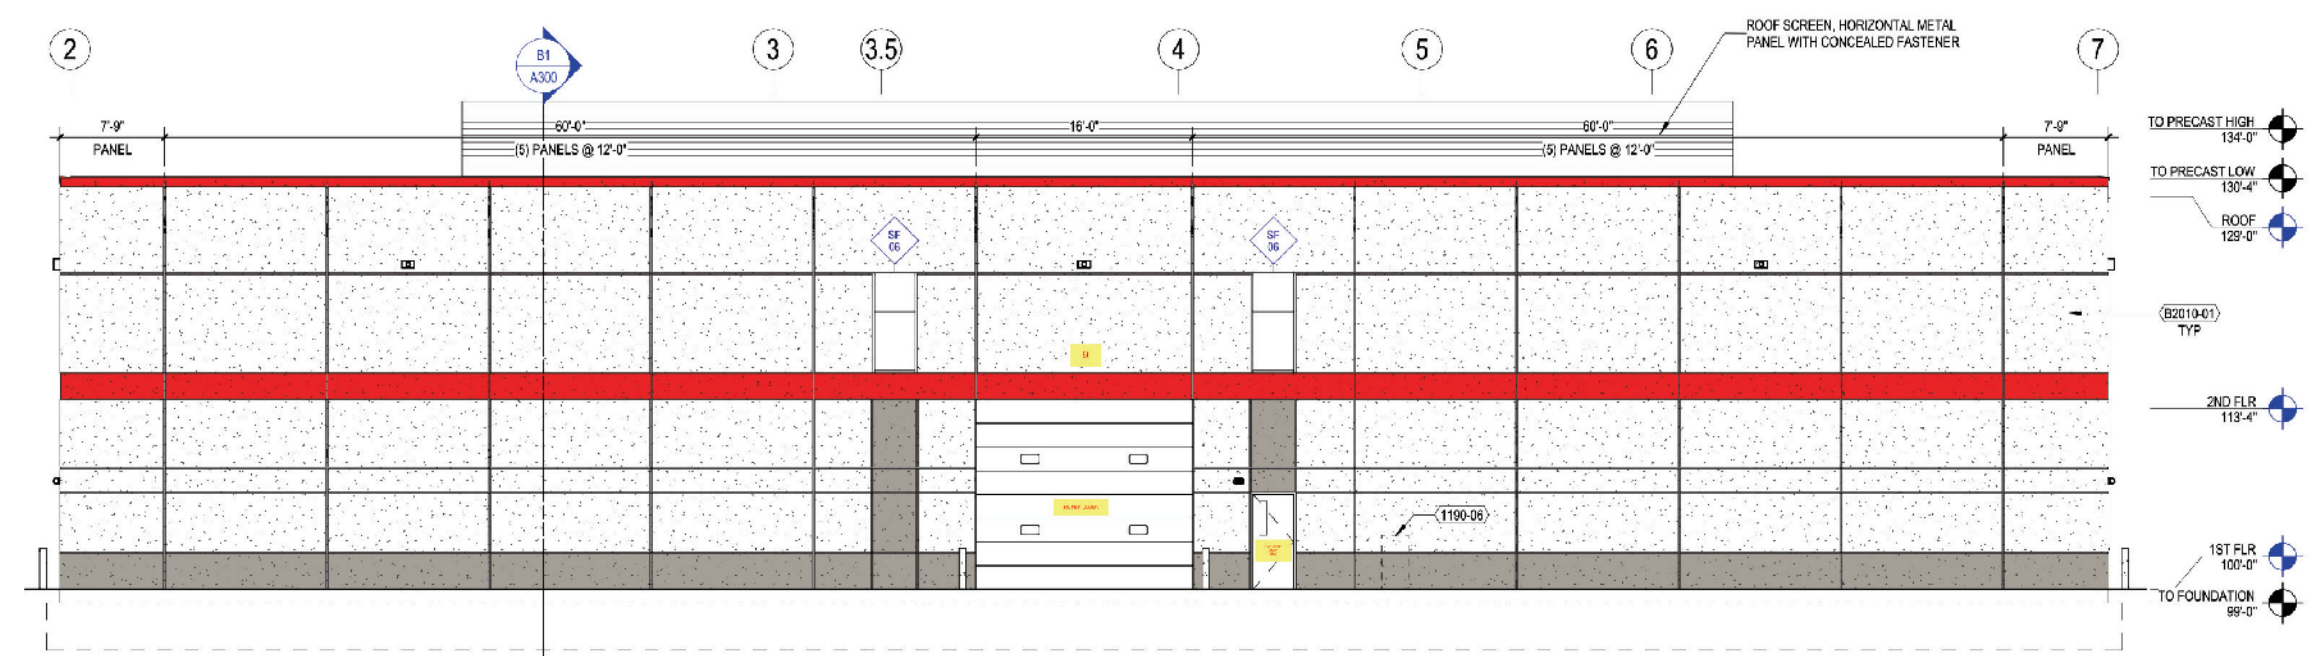 2
B1
A300
3
3.5
4
5
6
7
ROOF SCREEN, HORIZONTAL METAL
PANEL WITH CONCEALED FASTENER
7'-9"
PANEL
60'-0"
(5) PANELS @ 12'-0"
16'-0"
60'-0"
(5) PANELS @ 12'-0"
7'-9"
PANEL
TO PRECAST HIGH
134'-0"
TO PRECAST LOW
130'-4"
ROOF
129'-0"
SF
06
SF
06
B2010-01
TYP
9
2ND FLR
113'-4"
1190-06
1ST FLR
100'-0"
TO FOUNDATION
99'-0"